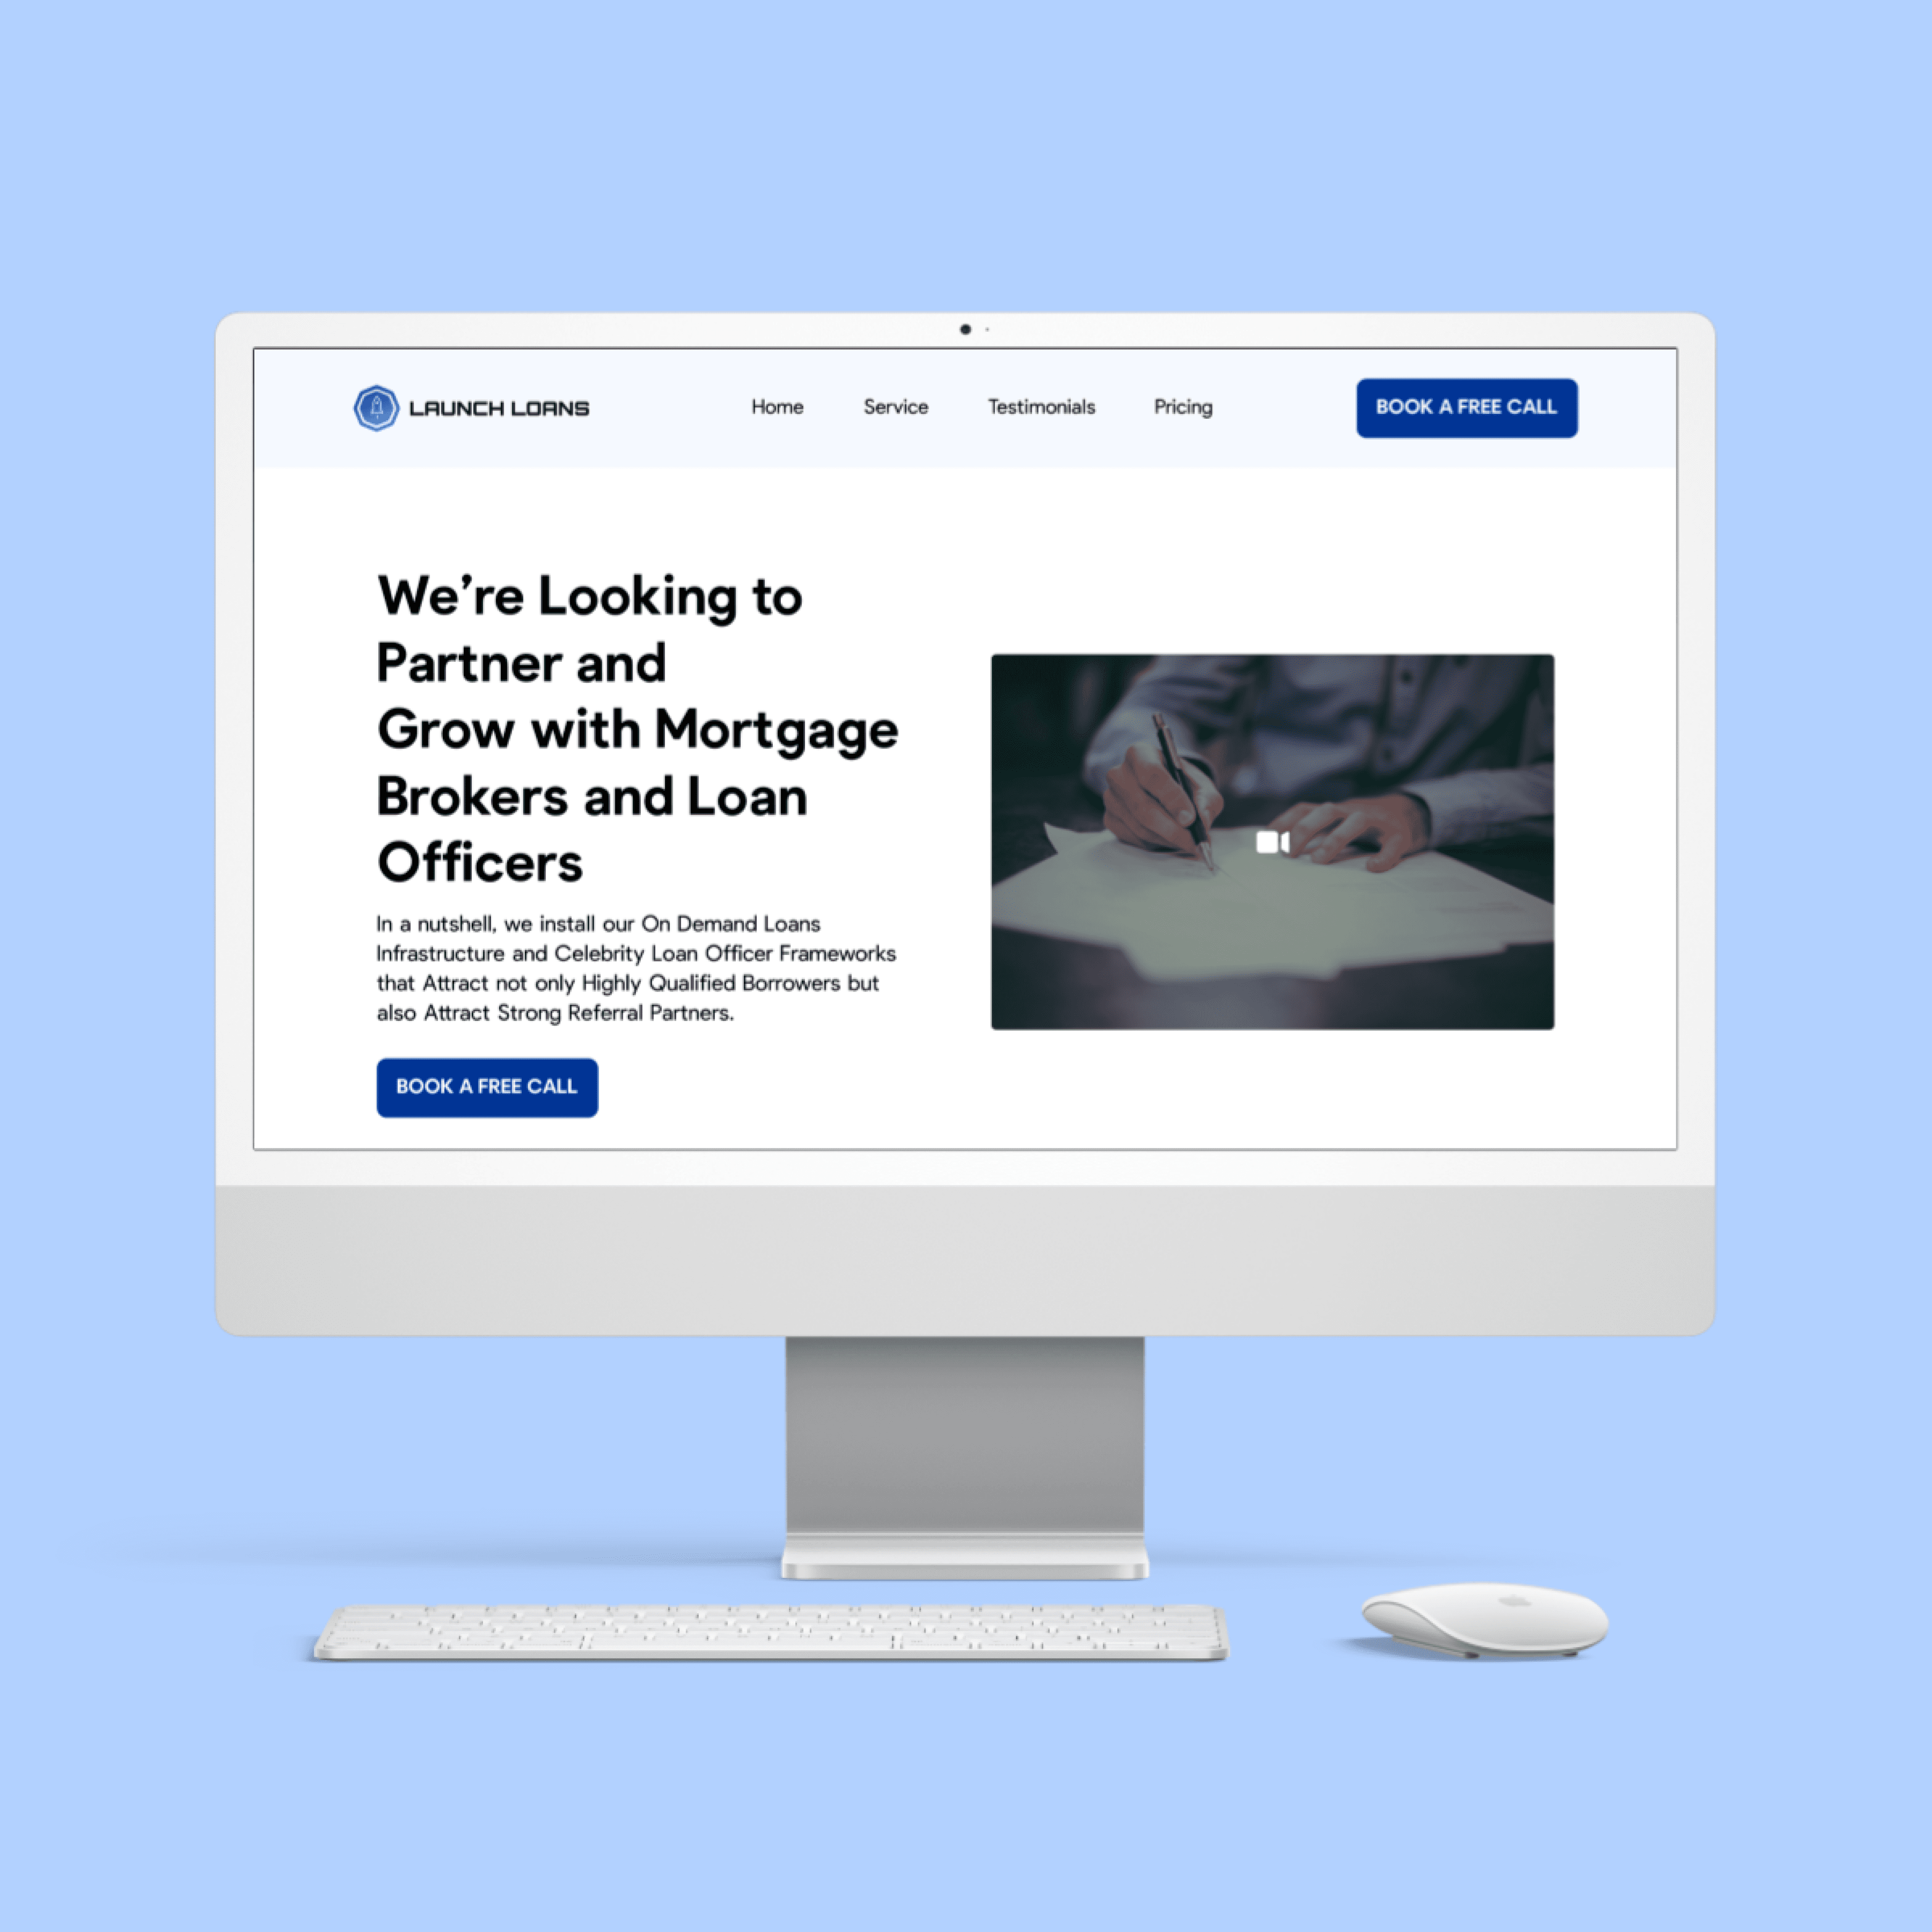 LAUNCH LOANS
Home
Service
Testimonials
Pricing
BOOK A FREE CALL
We’re Looking to
Partner and
Grow with Mortgage
Brokers and Loan
Officers
In a nutshell, we install our On Demand Loans
Infrastructure and Celebrity Loan Officer Frameworks
that Attract not only Highly Qualified Borrowers but
also Attract Strong Referral Partners.
BOOK A FREE CALL